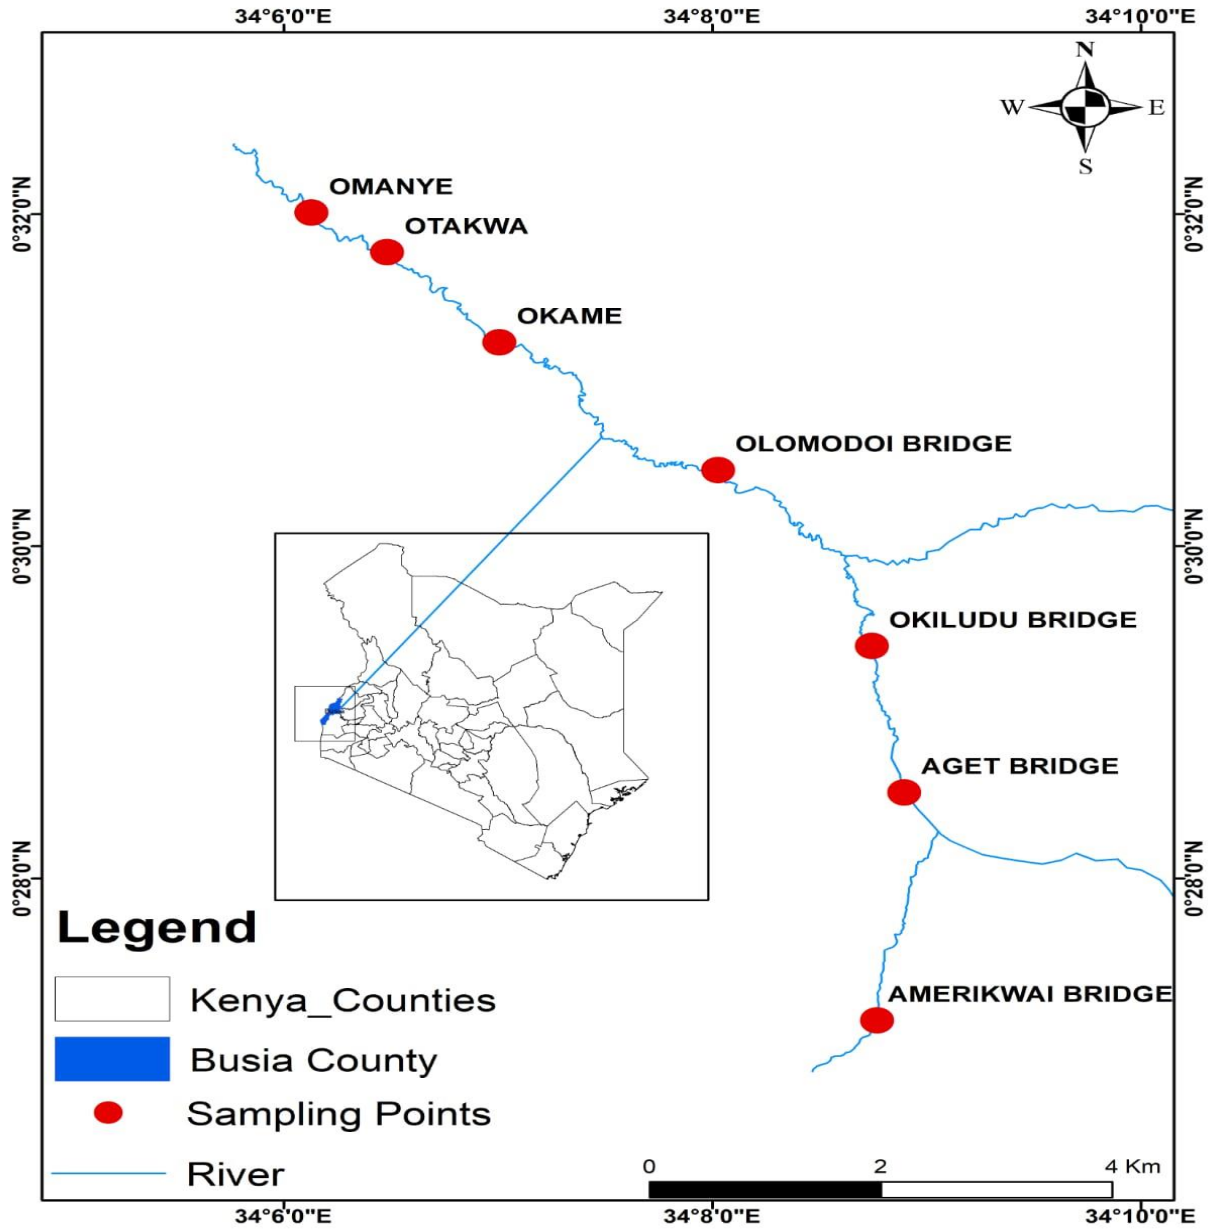 34°6'0"E
34°8'0"E
34°10'0"E
N
W
E
S
OMANYE
0°32'0"N
0°32'0"N
OTAKWA
OKAME
OLOMODOI BRIDGE
0°30'0"N
0°30'0"N
OKILUDU BRIDGE
AGET BRIDGE
0°28'0"N
0°28'0"N
Legend
Kenya_Counties
AMERIKWAI BRIDGE
Busia County
Sampling Points
River
0
2
4 Km
34°6'0"E
34°8'0"E
34°10'0"E